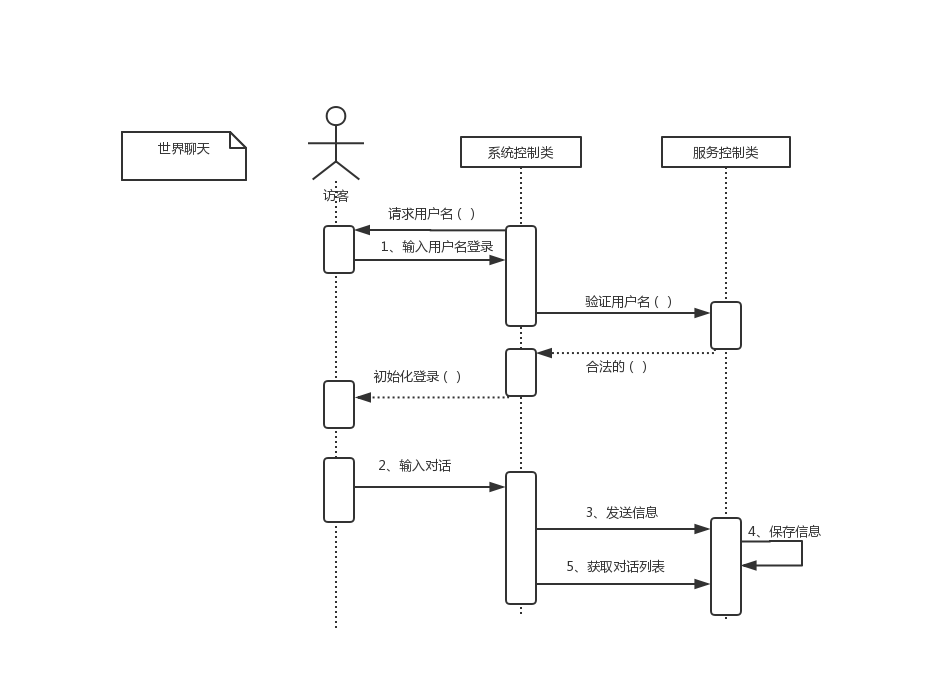 世界聊天
访客
系统控制类
服务控制类
请求用户名（ ）
1、输入用户名登录
验证用户名（ ）
合法的（ ）
初始化登录（ ）
2、输入对话
3、发送信息
4、保存信息
5、获取对话列表